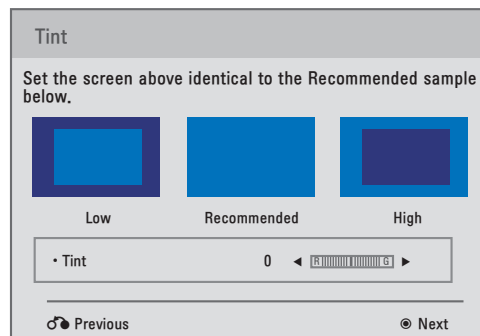 Tint
Set the screen above identical to the Recommended sample
below.
Low Recommended High
• Tint 0 ◄ R G ►
Previous ◉ Next